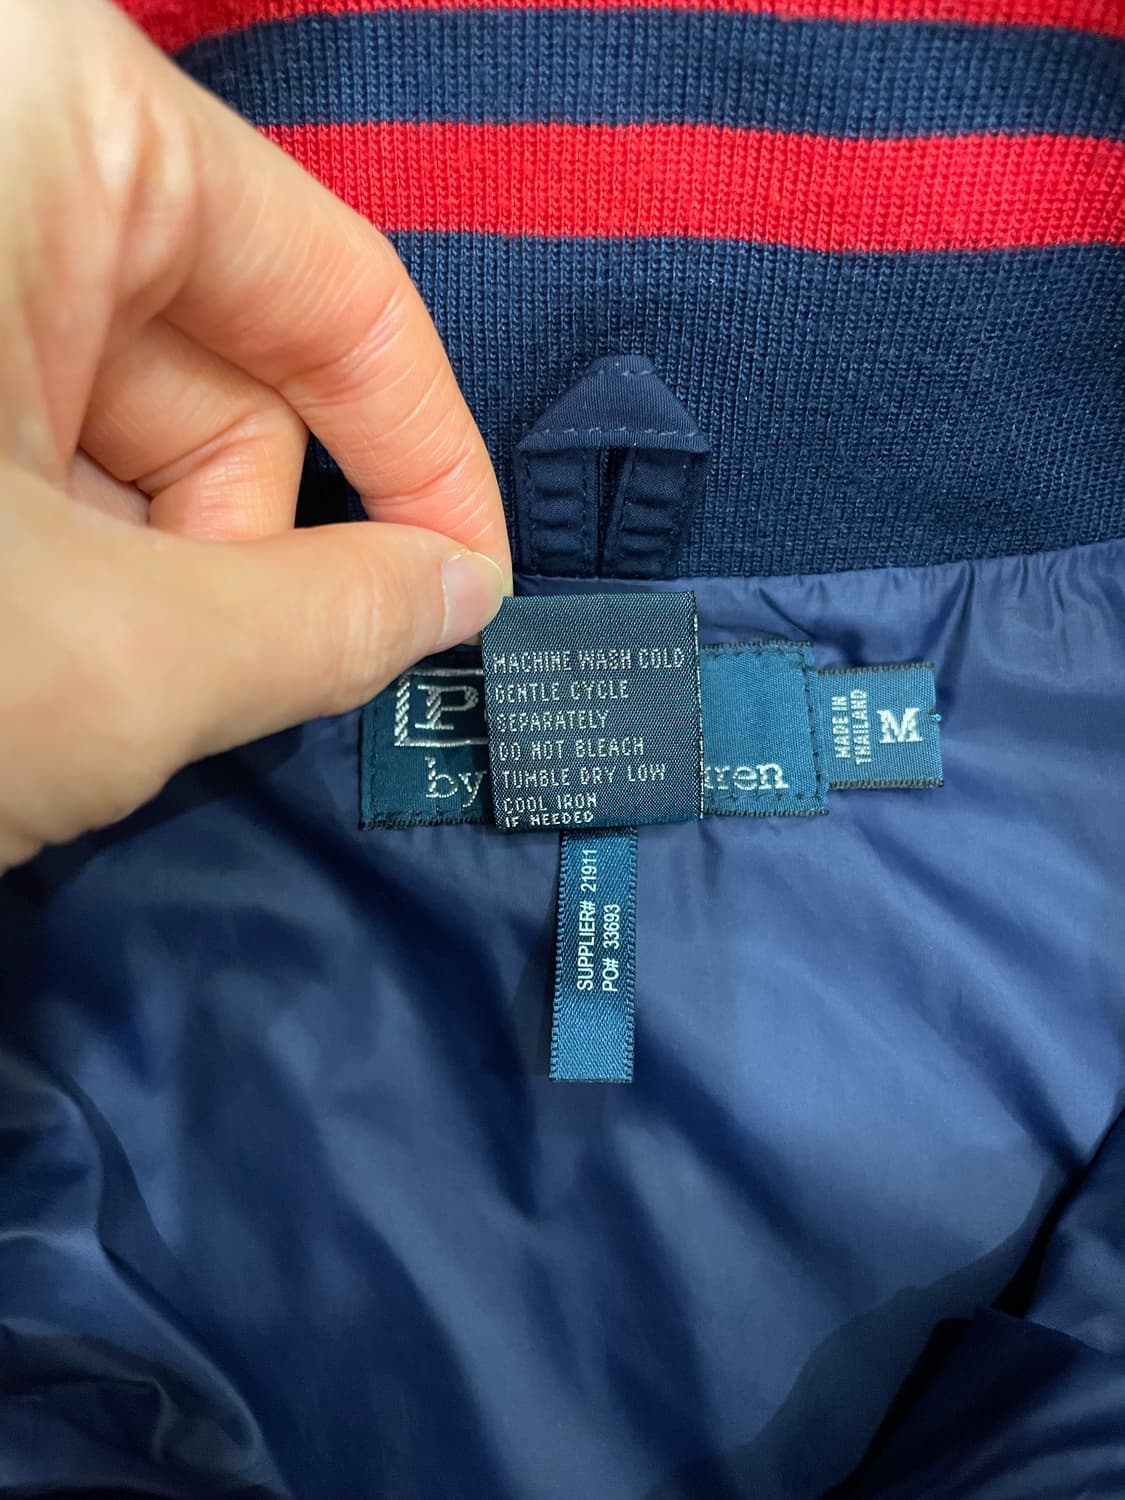 MACHINE WASH COLD
GENTLE CYCLE
SEPARATELY
DO NOT BLEACH
TUMBLE DRY LOW
COOL IRON
IF NEEDED
P
by ren
MADE IN
THAILAND
M
SUPPLIER# 21911
PO# 33693